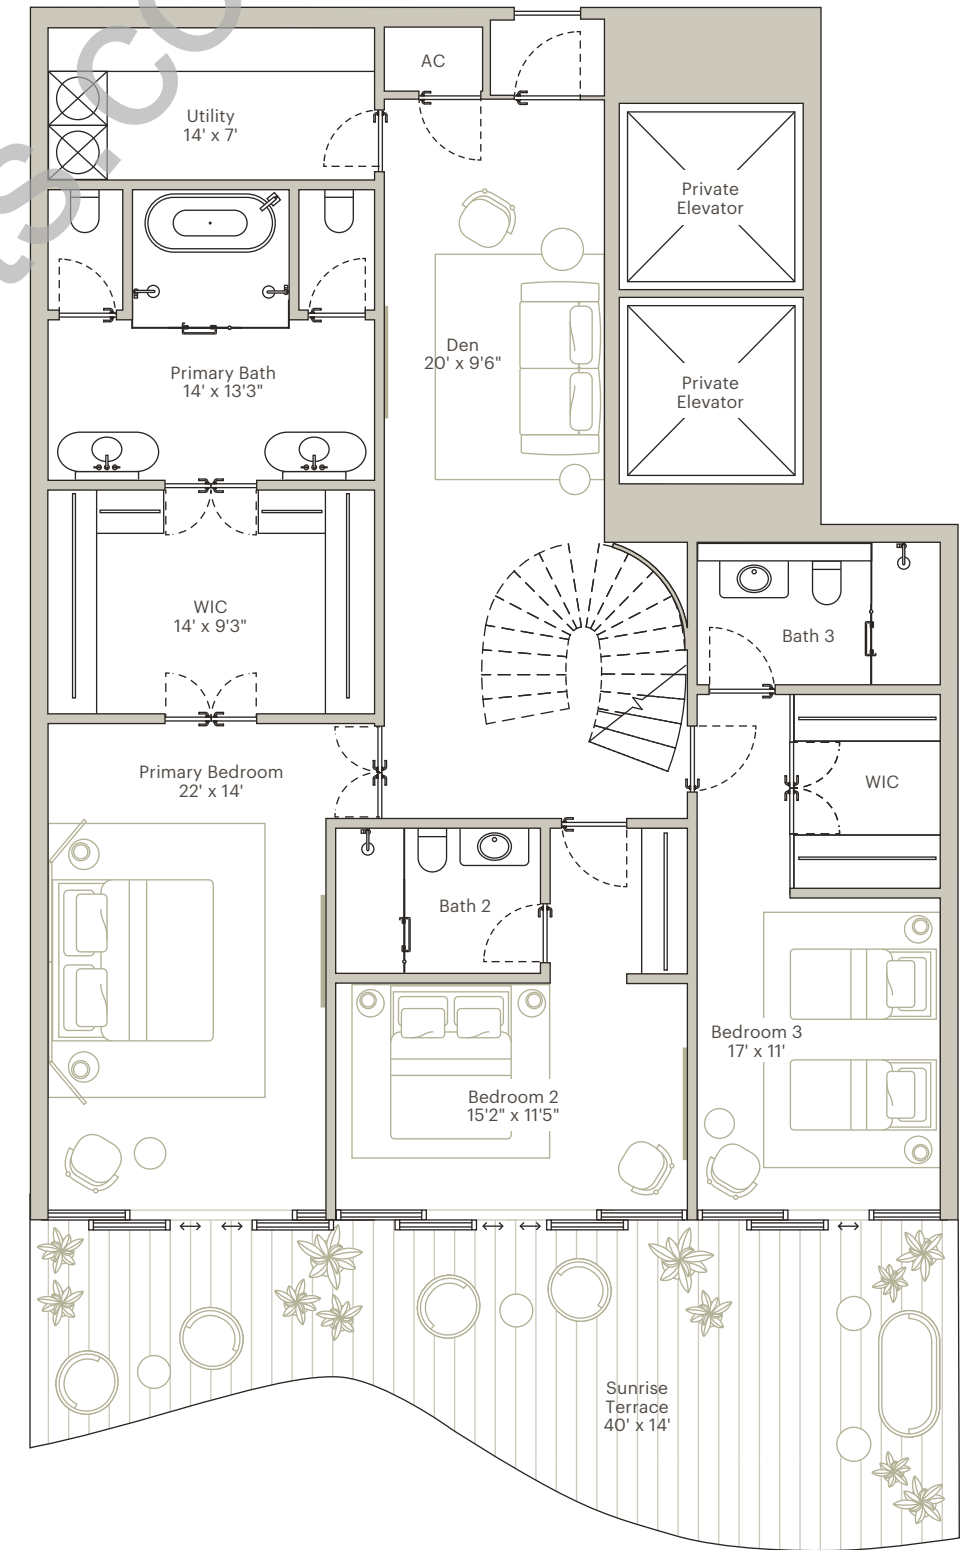 AC
Utility
14' x 7'
Private
Elevator
Den
20' x 9'6"
Primary Bath
14' x 13'3"
Private
Elevator
WIC
14' x 9'3"
Bath 3
Primary Bedroom
22' x 14'
WIC
Bath 2
Bedroom 3
17' x 11'
Bedroom 2
15'2" x 11'5"
Sunrise
Terrace
40' x 14'